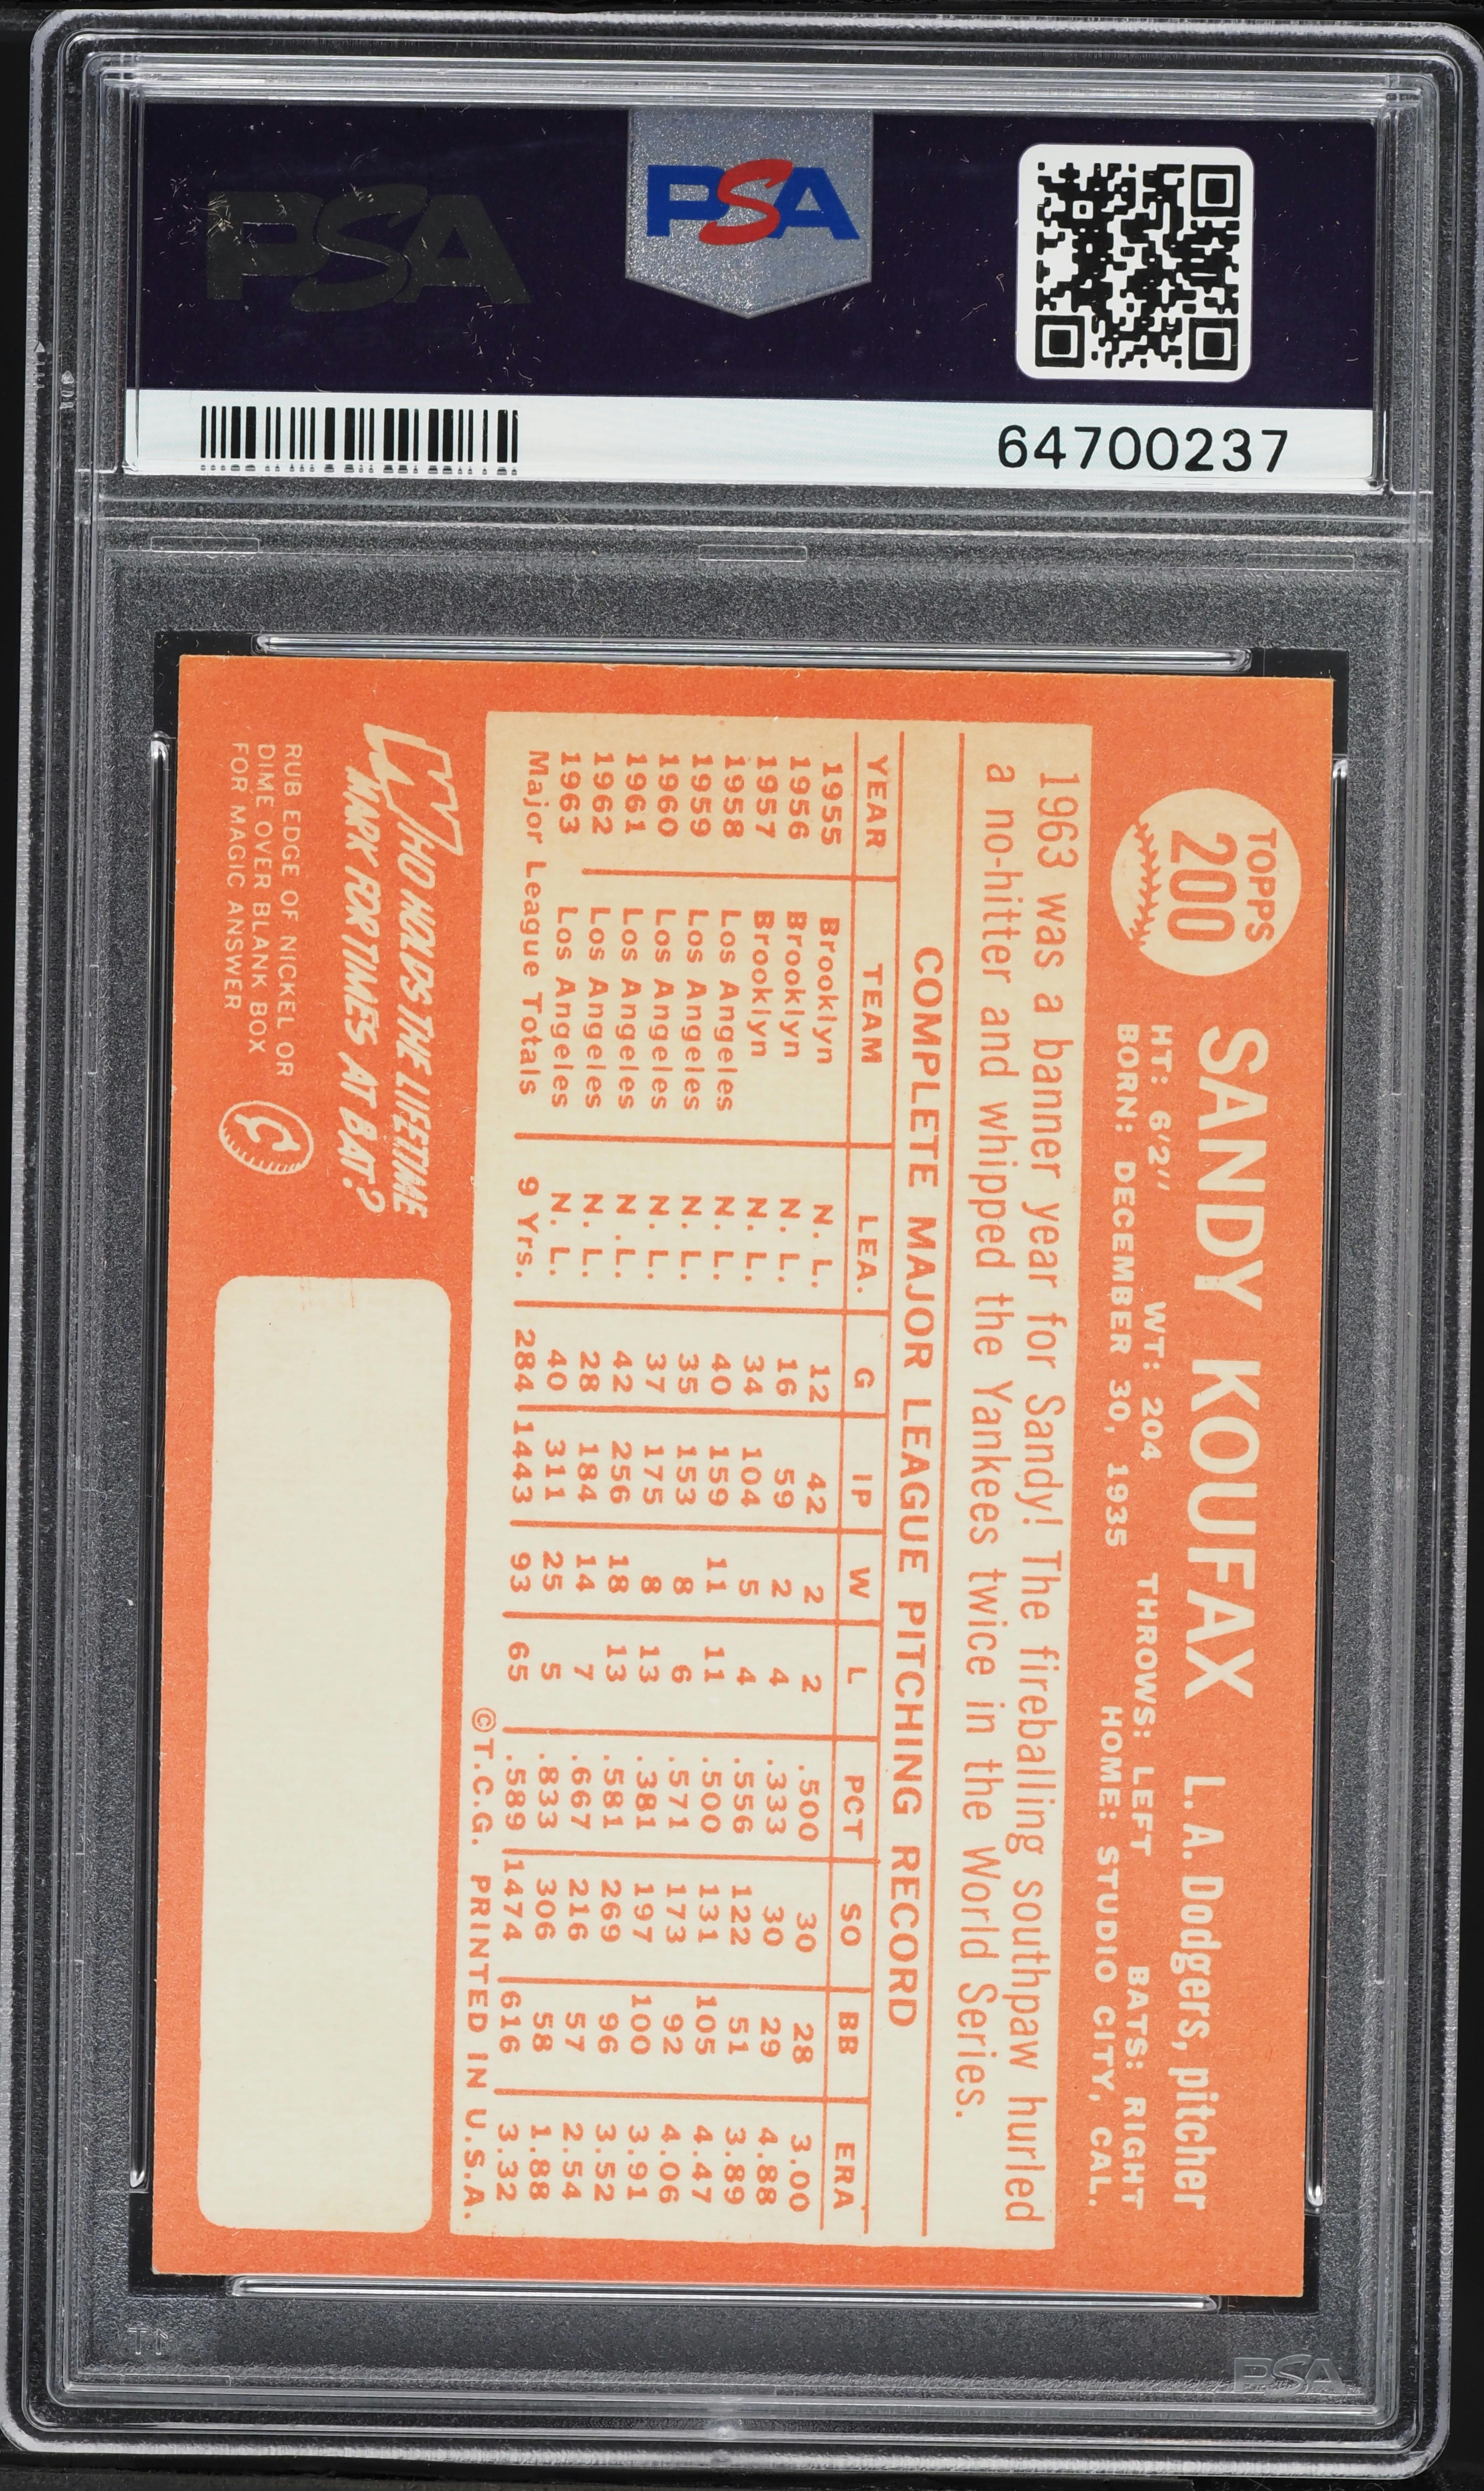 PSA
PSA
64700237
TOPPS
200
SANDY KOUFAX L. A. Dodgers, pitcher
HT: 6'2" WT: 204 THROWS: LEFT BATS: RIGHT
BORN: DECEMBER 30, 1935 HOME: STUDIO CITY, CAL.
1963 was a banner year for Sandy! The fireballing southpaw hurled
a no-hitter and whipped the Yankees twice in the World Series.
COMPLETE MAJOR LEAGUE PITCHING RECORD
YEAR TEAM LEA. G IP W L PCT SO BB ERA
1955 Brooklyn N. L. 12 42 2 2 .500 30 28 3.00
1956 Brooklyn N. L. 16 59 2 4 .333 30 29 4.88
1957 Brooklyn N. L. 34 104 5 4 .556 122 51 3.89
1958 Los Angeles N. L. 40 159 11 11 .500 131 105 4.47
1959 Los Angeles N. L. 35 153 8 6 .571 173 92 4.06
1960 Los Angeles N. L. 37 175 8 13 .381 197 100 3.91
1961 Los Angeles N. L. 42 256 18 13 .581 269 96 3.52
1962 Los Angeles N. L. 28 184 14 7 .667 216 57 2.54
1963 Los Angeles N. L. 40 311 25 5 .833 306 58 1.88
Major League Totals 9 Yrs. 284 1443 93 65 .589 1474 616 3.32
©T.C.G. PRINTED IN U.S.A.
WHO HOLDS THE LIFETIME
MARK FOR TIMES AT BAT?
RUB EDGE OF NICKEL OR
DIME OVER BLANK BOX
FOR MAGIC ANSWER
PSA